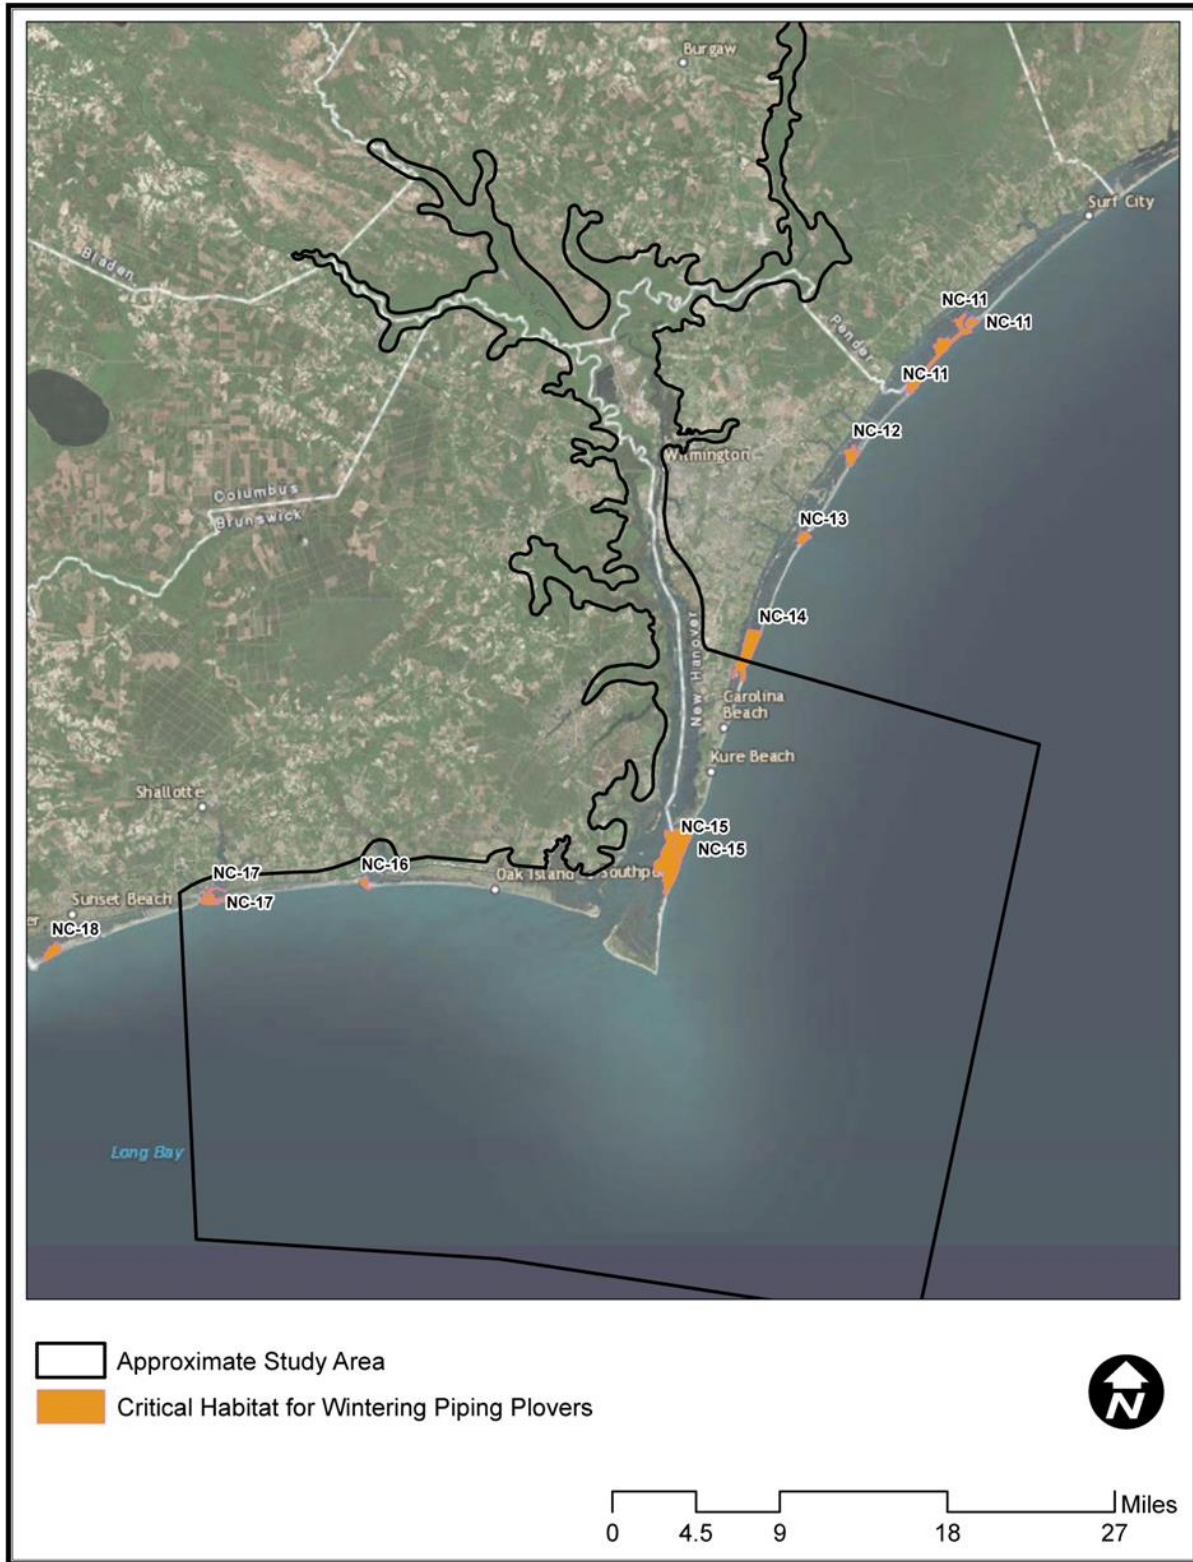 Burgaw
Surf City
Bladen
NC-11
NC-11
Pender
NC-11
NC-12
Wilmington
Columbus
Brunswick
NC-13
NC-14
New Hanover
Carolina
Beach
Kure Beach
Shallotte
NC-15
NC-15
NC-16
NC-17
Oak Island
Southpo
Sunset Beach
NC-17
er
NC-18
Long Bay
Approximate Study Area
Critical Habitat for Wintering Piping Plovers
N
Miles
0 4.5 9 18 27